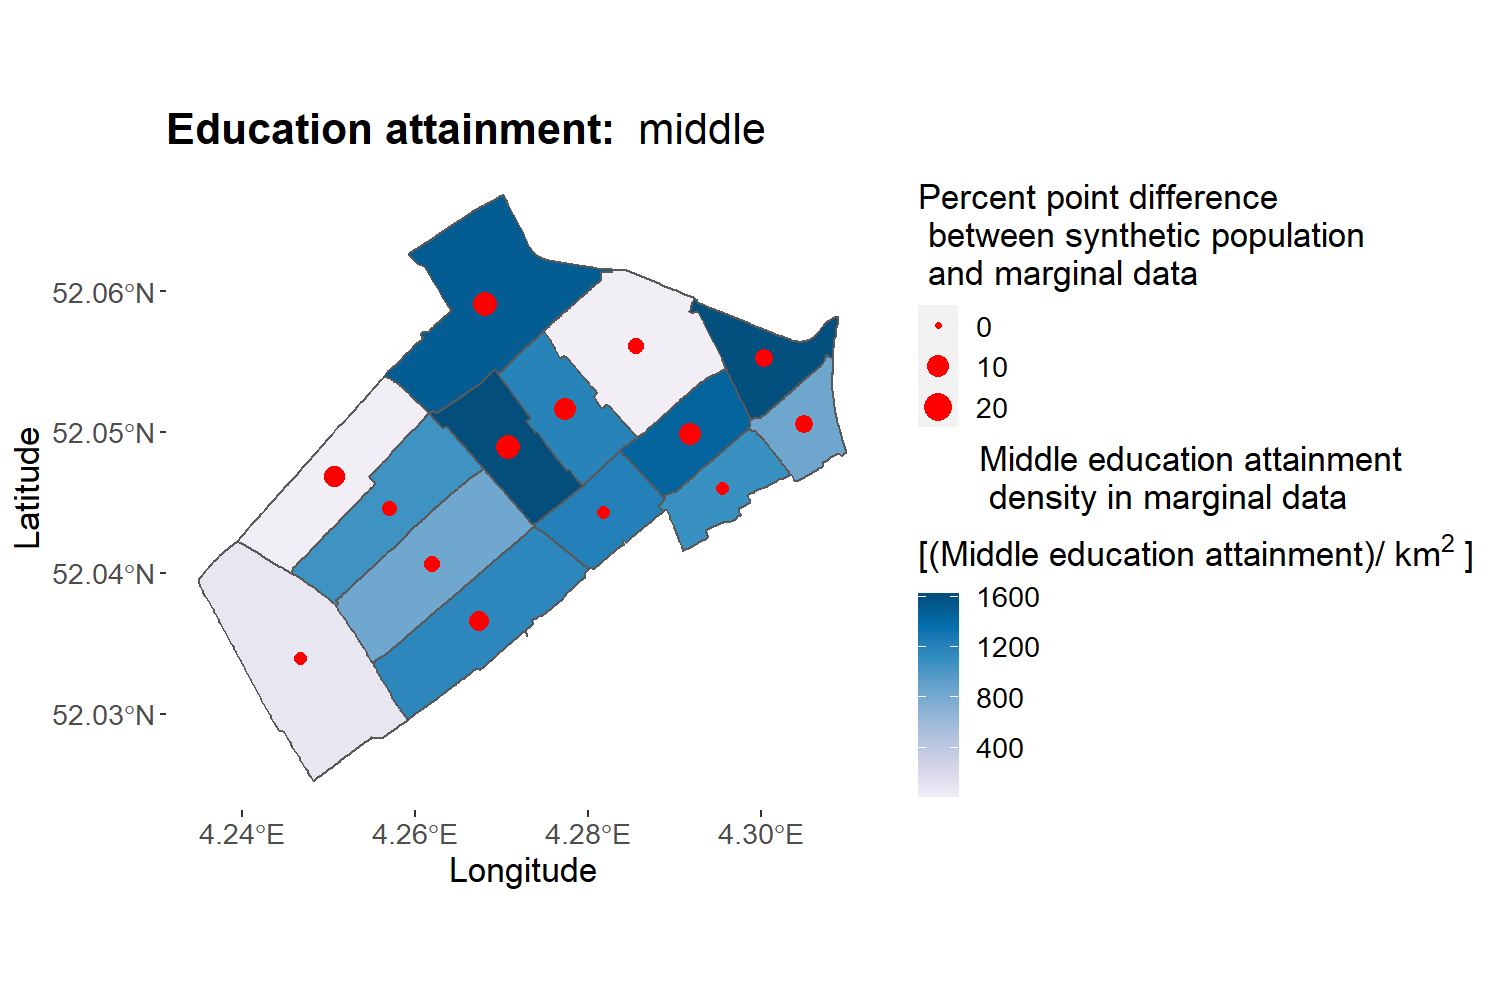 Education attainment: middle
Latitude
52.06°N
52.05°N
52.04°N
52.03°N
4.24°E
4.26°E
4.28°E
4.30°E
Longitude
Percent point difference
between synthetic population
and marginal data
0
10
20
Middle education attainment
density in marginal data
[(Middle education attainment)/ km² ]
1600
1200
800
400